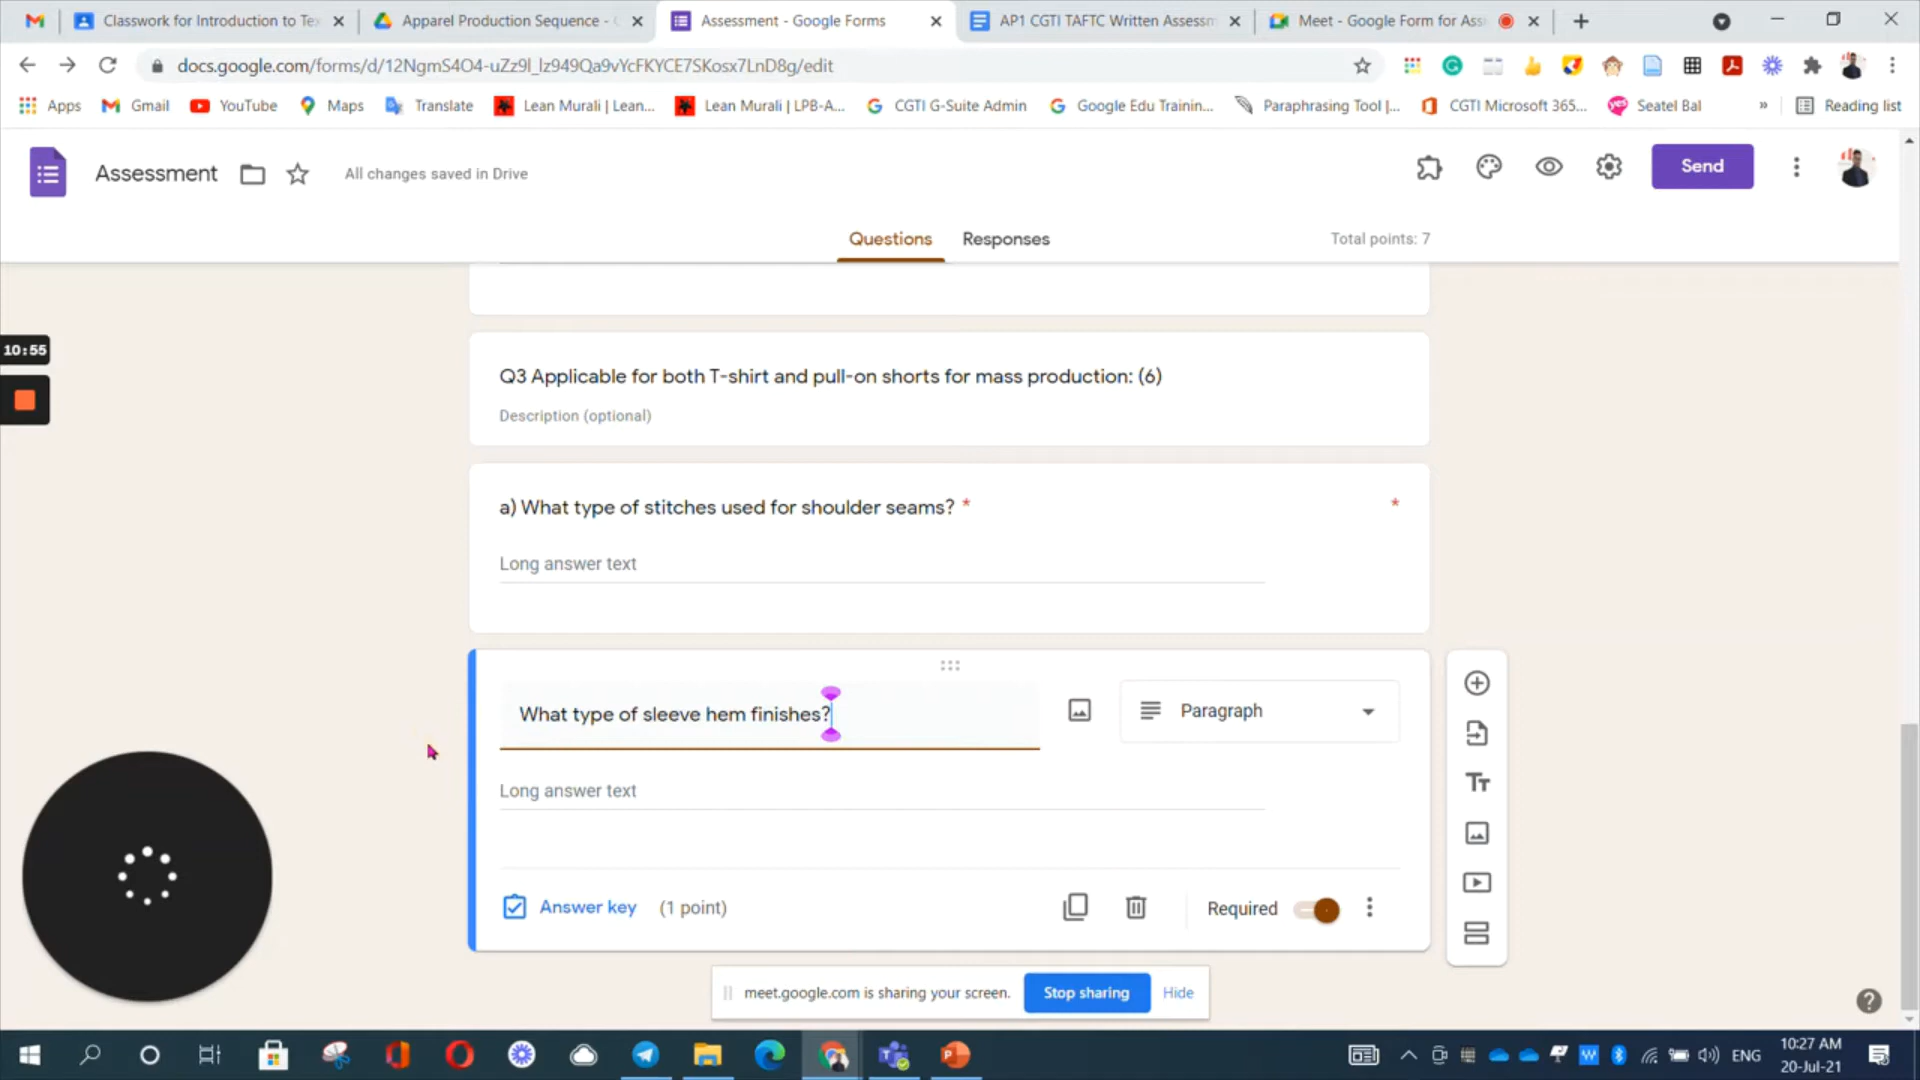 Classwork for Introduction to Te
Apparel Production Sequence -
Assessment - Google Forms
AP1 CGTI TAFTC Written Assessm
Meet - Google Form for Ass
docs.google.com/forms/d/12NgmS4O4-uZz9l_lz949Qa9vYcFKYCE7SKosx7LnD8g/edit
Apps
Gmail
YouTube
Maps
Translate
Lean Murali | Lean...
Lean Murali | LPB-A...
CGTI G-Suite Admin
Google Edu Trainin...
Paraphrasing Tool |...
CGTI Microsoft 365...
Seatel Bal
»
Reading list
Assessment
All changes saved in Drive
Send
Questions
Responses
Total points: 7
10:55
Q3 Applicable for both T-shirt and pull-on shorts for mass production: (6)
Description (optional)
a) What type of stitches used for shoulder seams? *
*
Long answer text
What type of sleeve hem finishes?
Paragraph
Long answer text
Answer key (1 point)
Required
meet.google.com is sharing your screen.
Stop sharing
Hide
ENG
10:27 AM
20-Jul-21